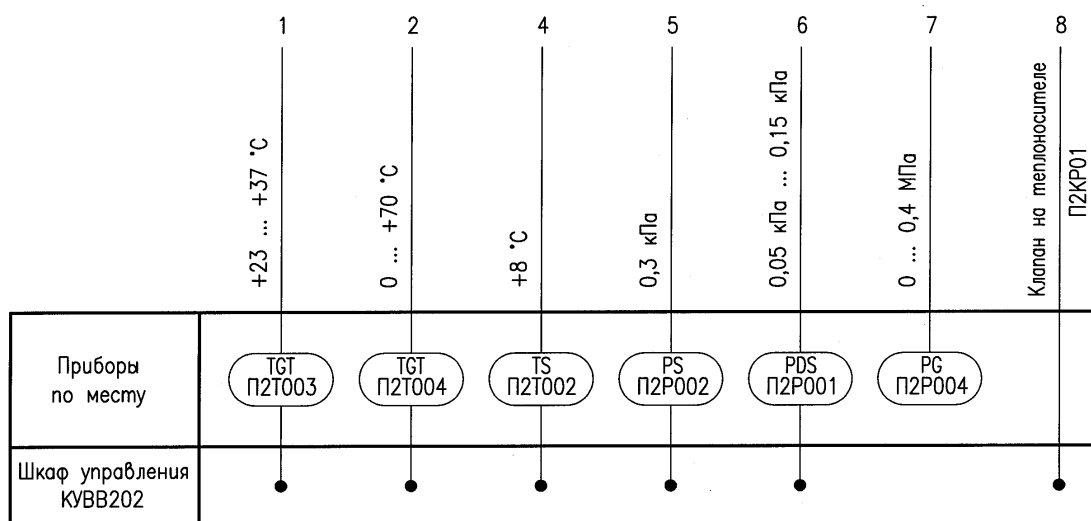 1 2 4 5 6 7 8
+23 ... +37 °C
0 ... +70 °C
+8 °C
0,3 кПа
0,05 кПа ... 0,15 кПа
0 ... 0,4 МПа
Клапан на теплоносителе
П2КР01
Приборы
по месту
TGT
П2Т003
TGT
П2Т004
TS
П2Т002
PS
П2Р002
PDS
П2Р001
PG
П2Р004
Шкаф управления
КУВВ202